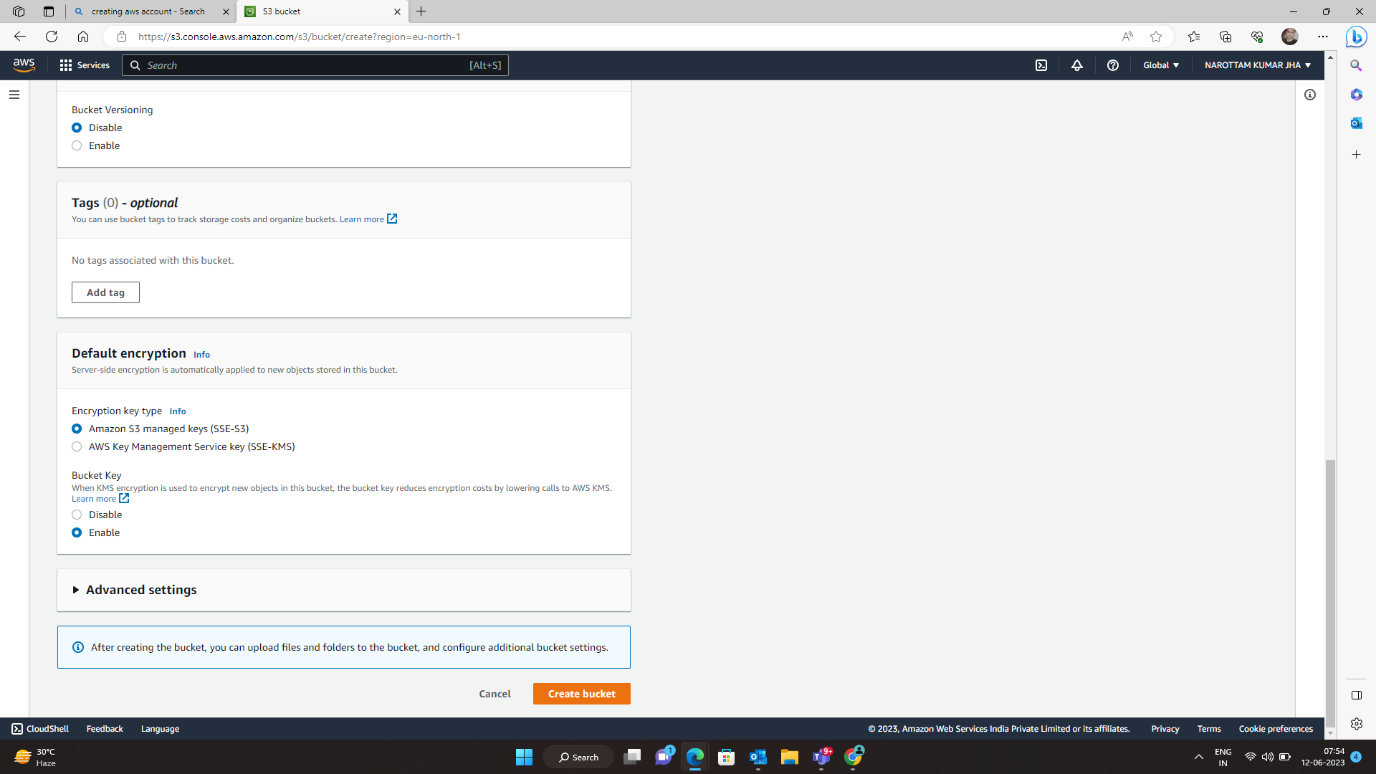 creating aws account - Search
S3 bucket
https://s3.console.aws.amazon.com/s3/bucket/create?region=eu-north-1
aws
Services
Search
[Alt+S]
Global
NAROTTAM KUMAR JHA
Bucket Versioning
Disable
Enable
Tags (0) - optional
You can use bucket tags to track storage costs and organize buckets. Learn more
No tags associated with this bucket.
Add tag
Default encryption Info
Server-side encryption is automatically applied to new objects stored in this bucket.
Encryption key type Info
Amazon S3 managed keys (SSE-S3)
AWS Key Management Service key (SSE-KMS)
Bucket Key
When KMS encryption is used to encrypt new objects in this bucket, the bucket key reduces encryption costs by lowering calls to AWS KMS.
Learn more
Disable
Enable
Advanced settings
After creating the bucket, you can upload files and folders to the bucket, and configure additional bucket settings.
Cancel
Create bucket
CloudShell
Feedback
Language
© 2023, Amazon Web Services India Private Limited or its affiliates.
Privacy
Terms
Cookie preferences
30°C
Haze
Search
1
9+
ENG
IN
07:54
12-06-2023
4